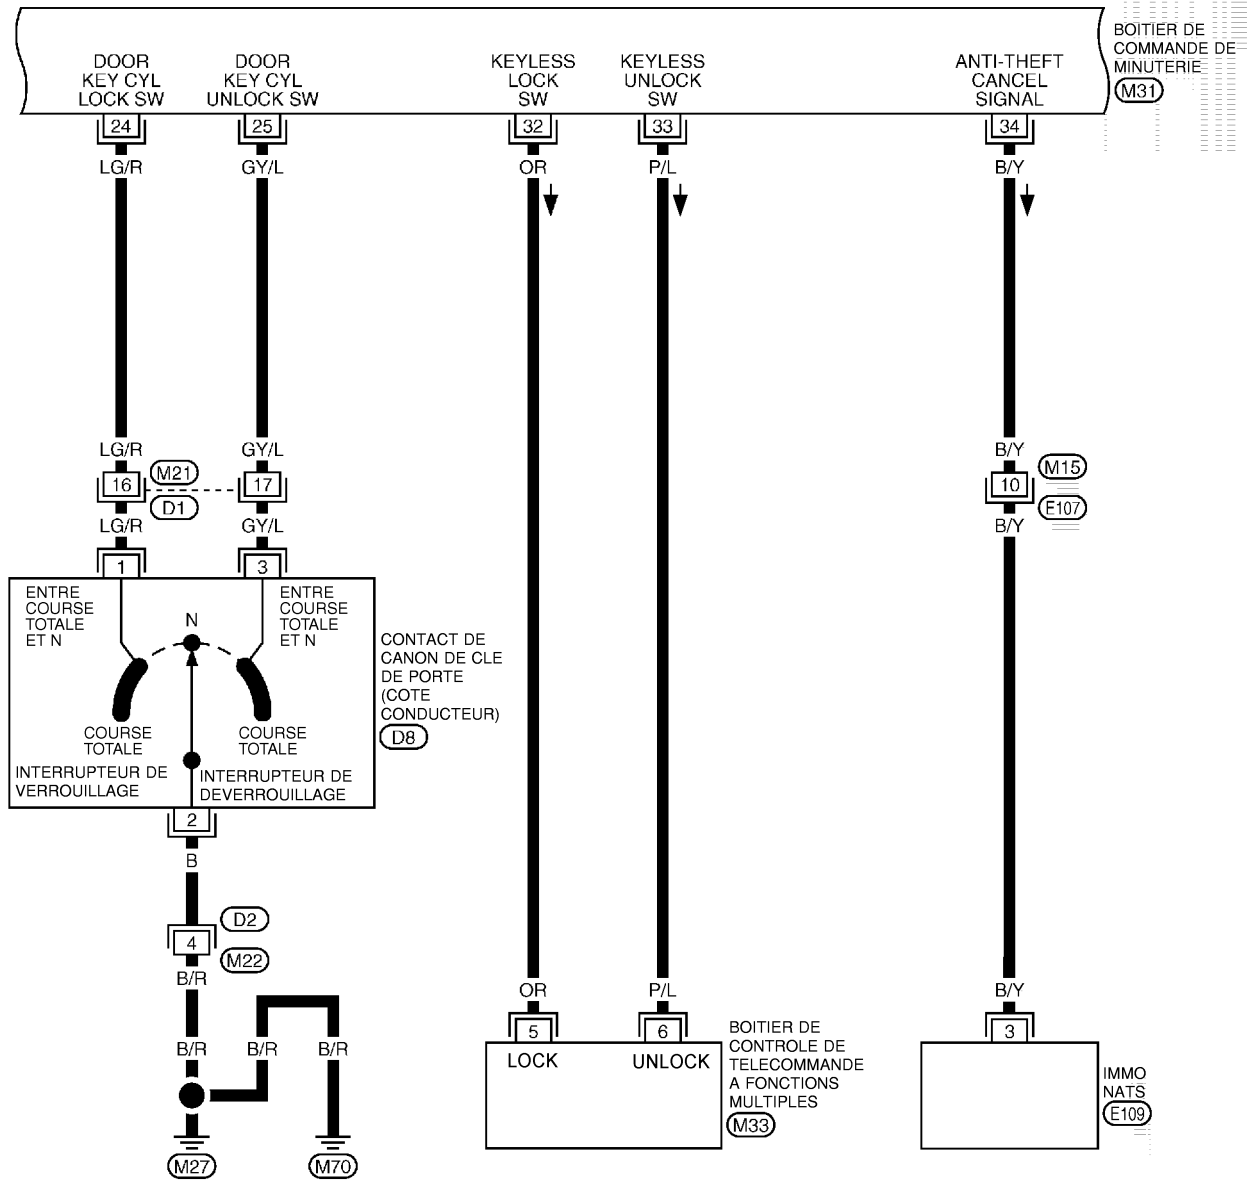 DOOR
KEY CYL
LOCK SW
DOOR
KEY CYL
UNLOCK SW
KEYLESS
LOCK
SW
KEYLESS
UNLOCK
SW
ANTI-THEFT
CANCEL
SIGNAL
BOITIER DE
COMMANDE DE
MINUTERIE
M31
24
25
32
33
34
LG/R
GY/L
OR
P/L
B/Y
LG/R
GY/L
B/Y
16
M21
D1
17
10
M15
E107
LG/R
GY/L
B/Y
1
3
ENTRE
COURSE
TOTALE
ET N
N
ENTRE
COURSE
TOTALE
ET N
CONTACT DE
CANON DE CLE
DE PORTE
(COTE
CONDUCTEUR)
D8
COURSE
TOTALE
COURSE
TOTALE
INTERRUPTEUR DE
VERROUILLAGE
INTERRUPTEUR DE
DEVERROUILLAGE
2
B
D2
4
M22
B/R
B/R
B/R
B/R
M27
M70
OR
P/L
B/Y
5
6
3
LOCK
UNLOCK
BOITIER DE
CONTROLE DE
TELECOMMANDE
A FONCTIONS
MULTIPLES
M33
IMMO
NATS
E109